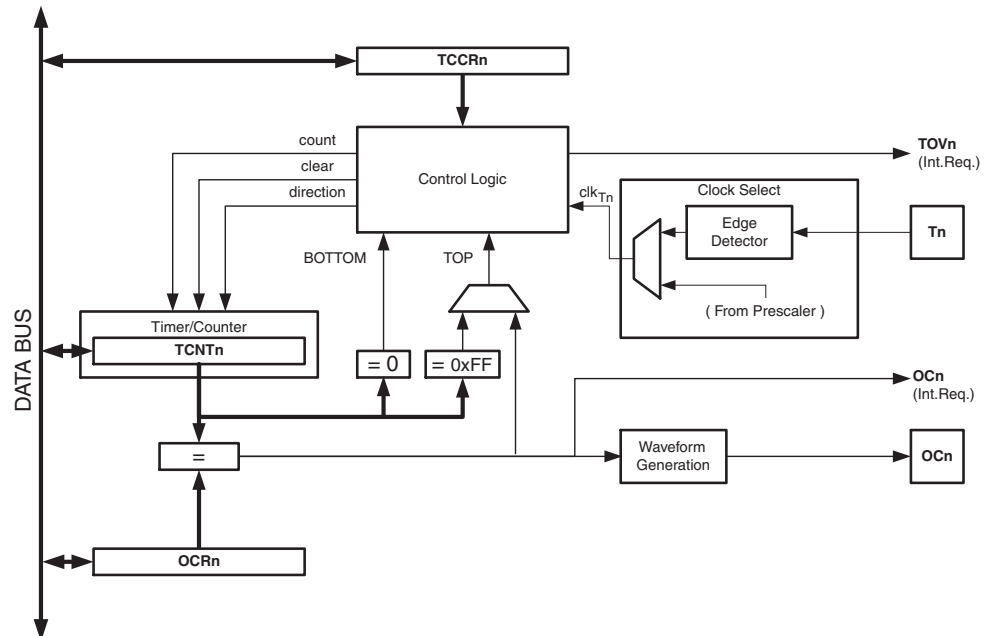 TCCRn
count
clear
direction
Control Logic
TOVn
(Int.Req.)
clkTn
Clock Select
Edge
Detector
Tn
BOTTOM
TOP
( From Prescaler )
Timer/Counter
TCNTn
= 0
= 0xFF
DATA BUS
OCn
(Int.Req.)
=
Waveform
Generation
OCn
OCRn